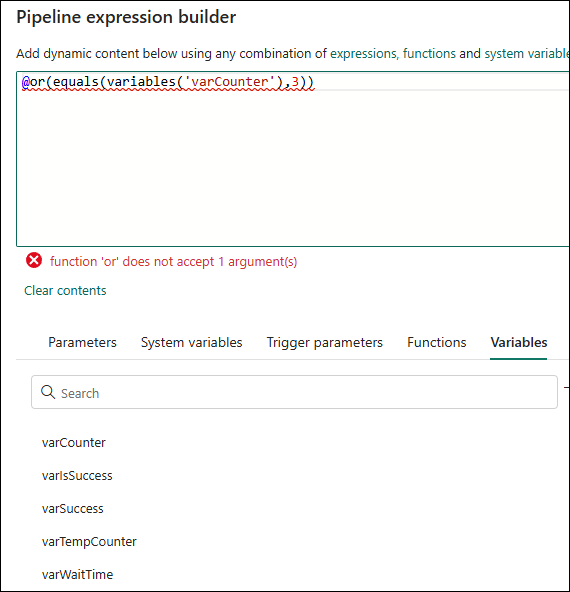 Pipeline expression builder
Add dynamic content below using any combination of expressions, functions and system variable
@or(equals(variables('varCounter'),3))
function 'or' does not accept 1 argument(s)
Clear contents
Parameters System variables Trigger parameters Functions Variables
Search
varCounter
varIsSuccess
varSuccess
varTempCounter
varWaitTime